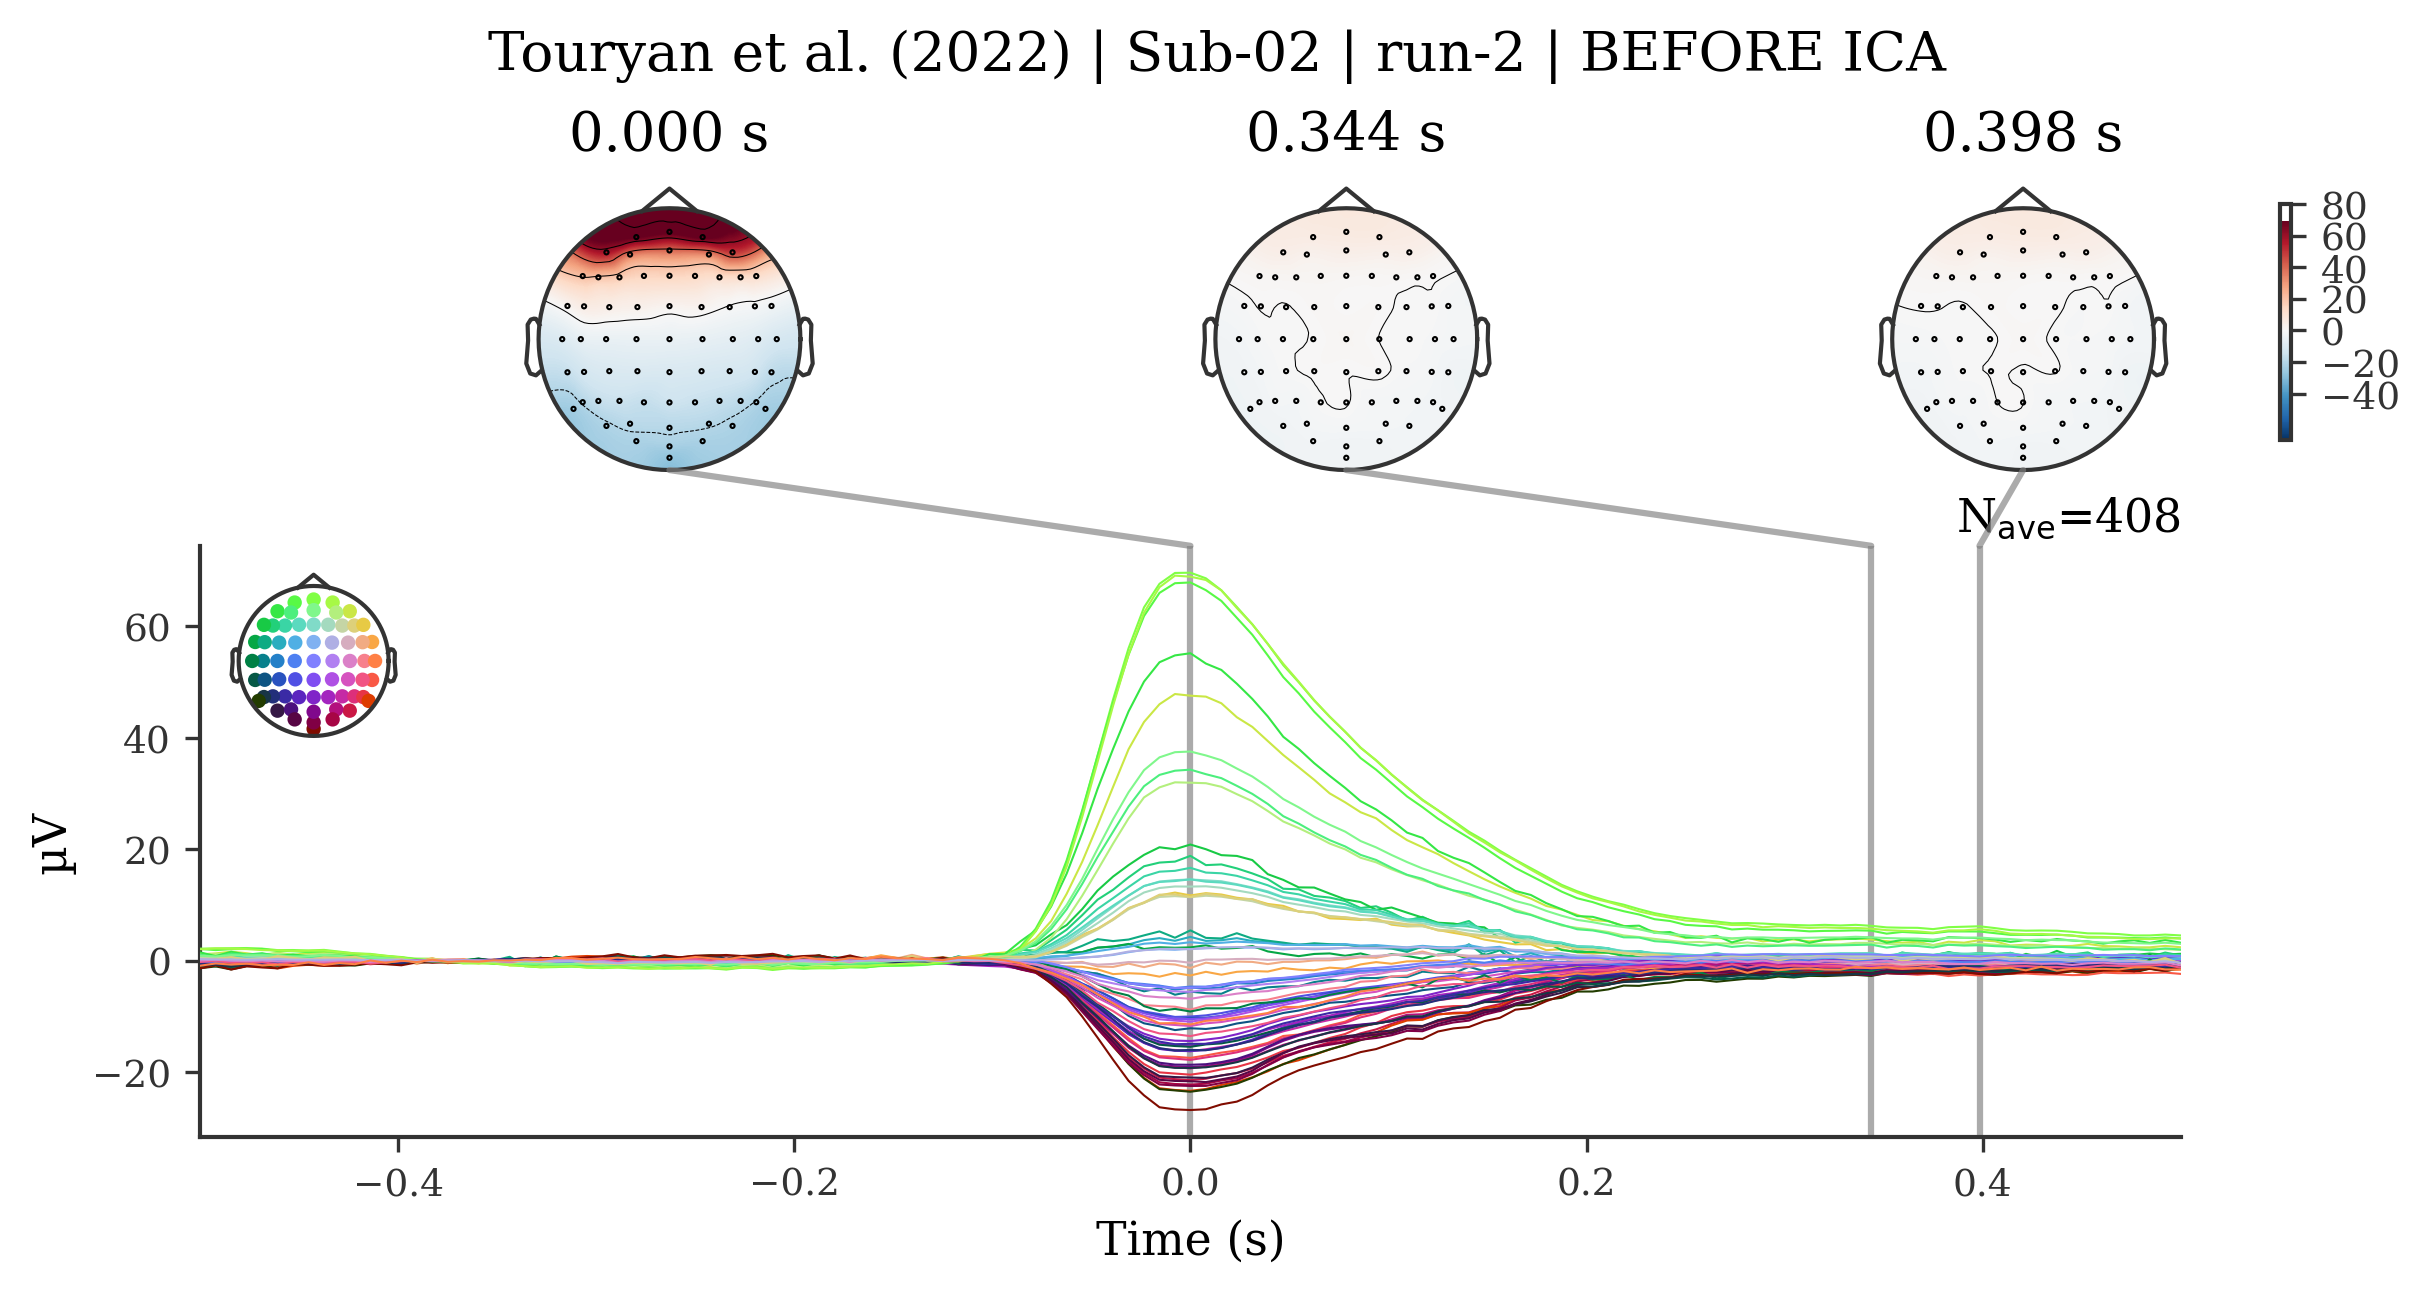 Touryan et al. (2022) | Sub-02 | run-2 | BEFORE ICA
0.000 s
0.344 s
0.398 s
80
60
40
20
0
−20
−40
Nave=408
60
40
20
0
−20
µV
−0.4
−0.2
0.0
0.2
0.4
Time (s)